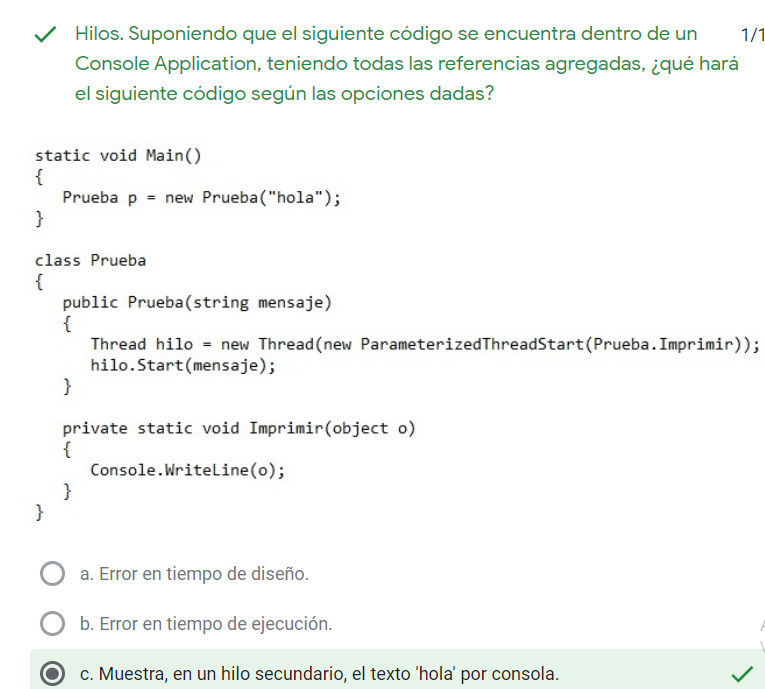 Hilos. Suponiendo que el siguiente código se encuentra dentro de un 1/1
Console Application, teniendo todas las referencias agregadas, ¿qué hará
el siguiente código según las opciones dadas?
static void Main()
{
Prueba p = new Prueba("hola");
}
class Prueba
{
public Prueba(string mensaje)
{
Thread hilo = new Thread(new ParameterizedThreadStart(Prueba.Imprimir));
hilo.Start(mensaje);
}
private static void Imprimir(object o)
{
Console.WriteLine(o);
}
}
a. Error en tiempo de diseño.
b. Error en tiempo de ejecución.
c. Muestra, en un hilo secundario, el texto 'hola' por consola.